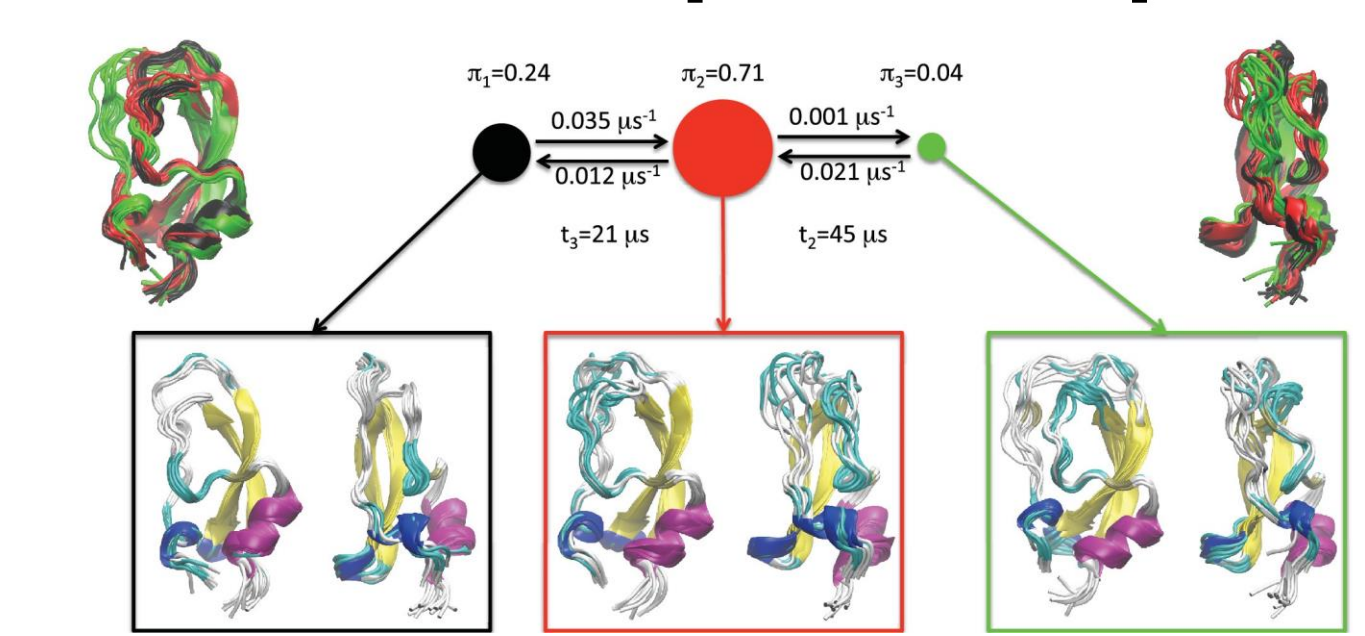 π₁=0.24
π₂=0.71
π₃=0.04
0.035 μs⁻¹
0.001 μs⁻¹
0.012 μs⁻¹
0.021 μs⁻¹
t₃=21 μs
t₂=45 μs